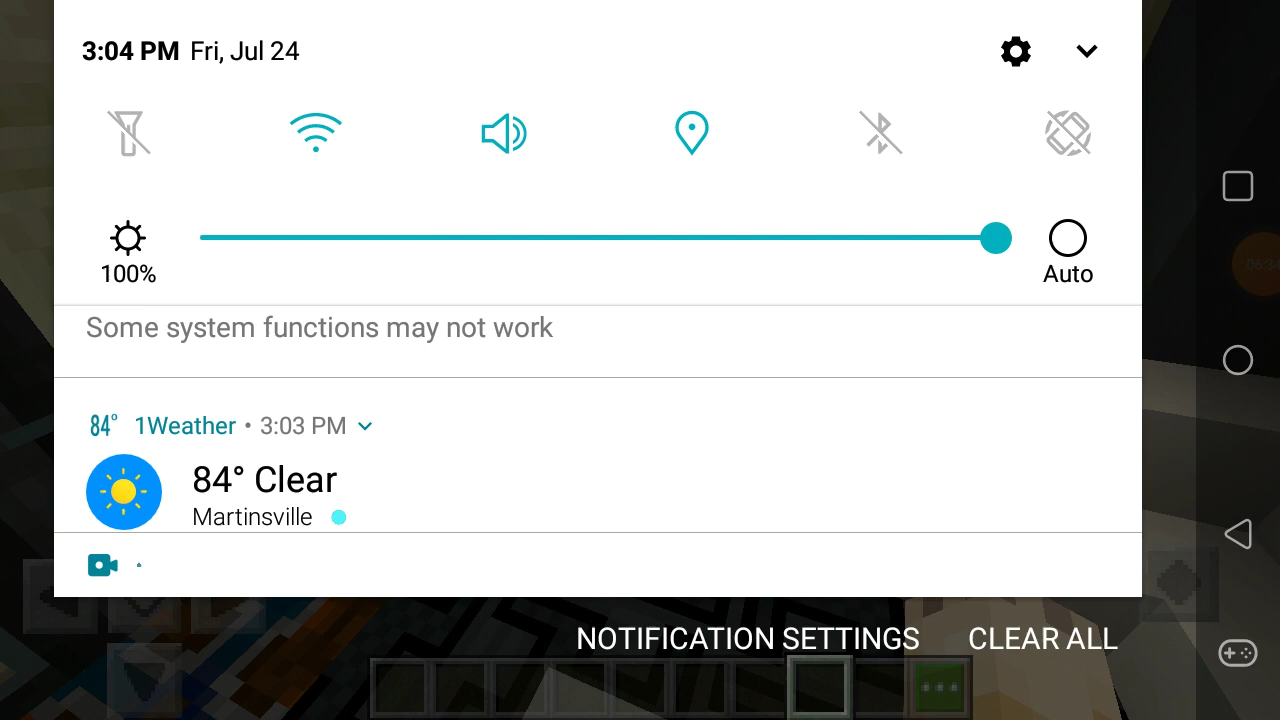 3:04 PM Fri, Jul 24
100%
Auto
Some system functions may not work
84° 1Weather • 3:03 PM
84° Clear
Martinsville
NOTIFICATION SETTINGS CLEAR ALL